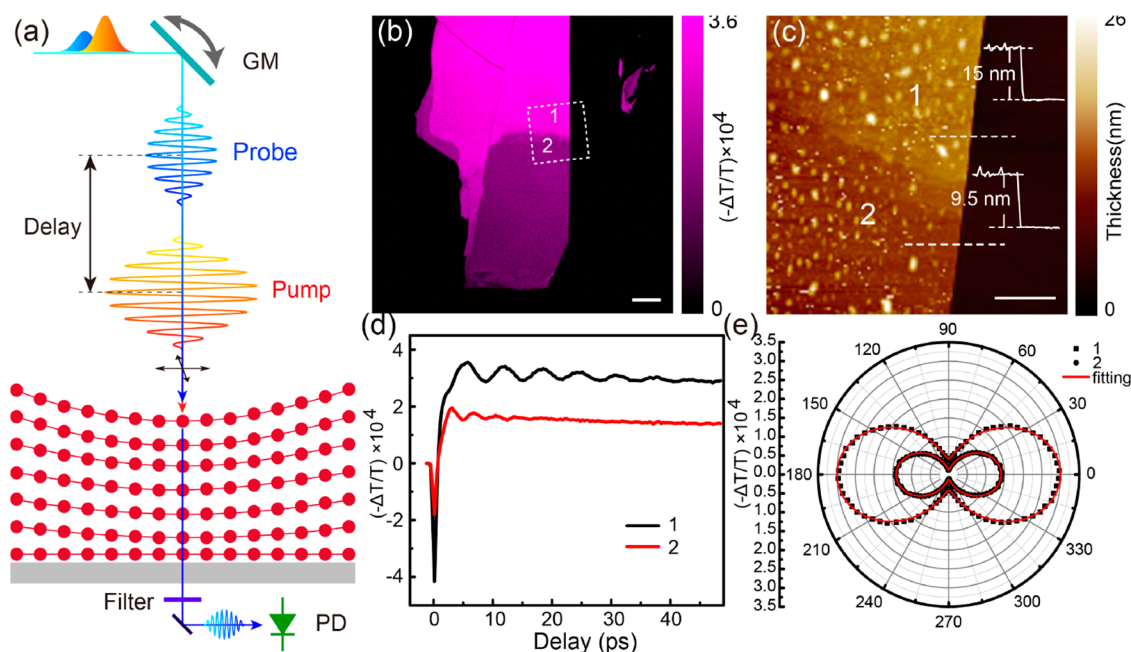 (a)
GM
Probe
Delay
Pump
Filter
PD
(b)
1
2
3.6
(-ΔT/T)×10⁴
0
(c)
15 nm
1
9.5 nm
2
26
Thickness(nm)
0
(d)
(-ΔT/T) ×10⁴
4
2
0
-2
-4
1
2
0
10
20
30
40
Delay (ps)
(e)
(-ΔT/T) ×10⁴
3.5
3.0
2.5
2.0
1.5
1.0
0.5
0.0
0.5
1.0
1.5
2.0
2.5
3.0
3.5
90
120
60
150
30
180
0
210
330
240
300
270
1
2
fitting